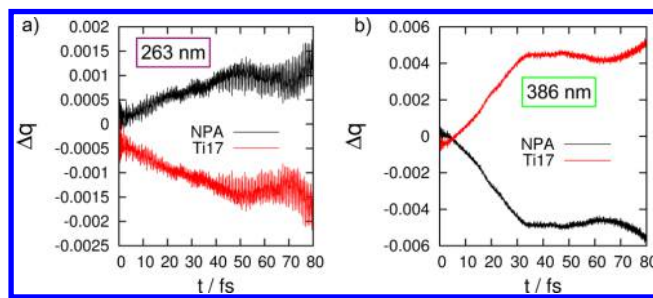 a)
263 nm
0.002
0.0015
0.001
0.0005
0
-0.0005
-0.001
-0.0015
-0.002
-0.0025
Δq
NPA
Ti17
0 10 20 30 40 50 60 70 80
t / fs
b)
386 nm
0.006
0.004
0.002
0
-0.002
-0.004
-0.006
Δq
NPA
Ti17
0 10 20 30 40 50 60 70 80
t / fs